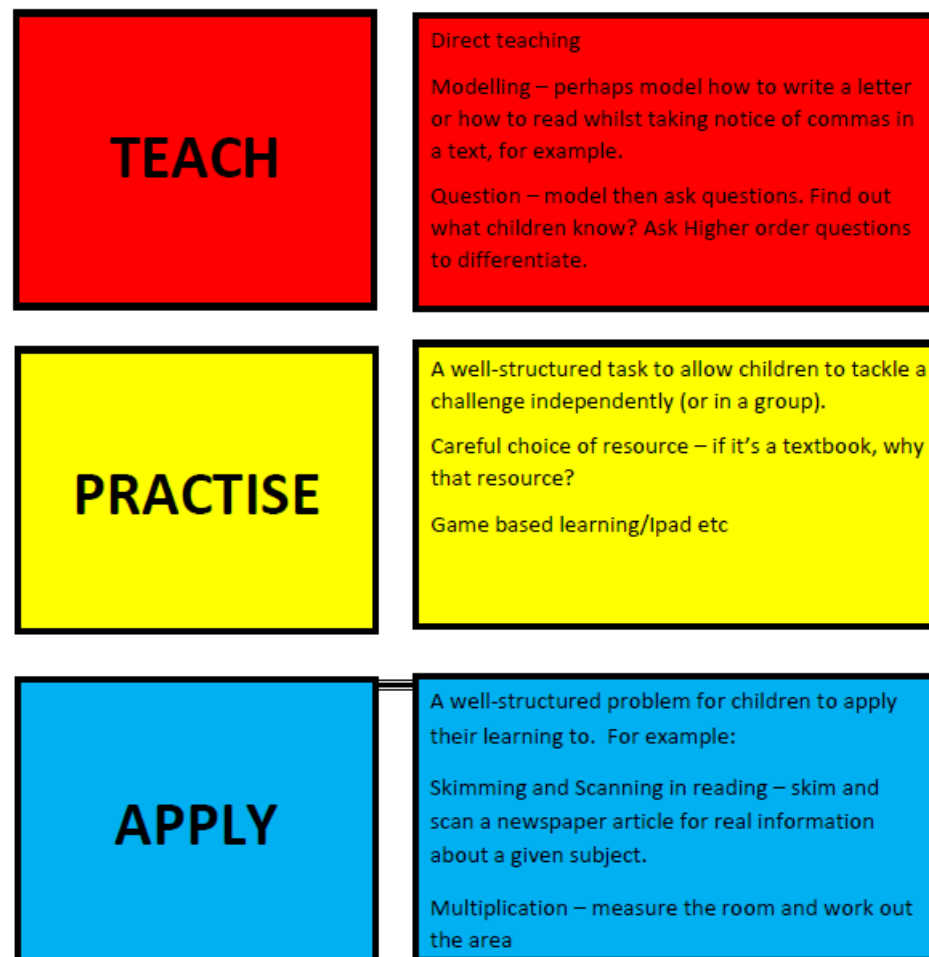 TEACH
Direct teaching
Modelling – perhaps model how to write a letter
or how to read whilst taking notice of commas in
a text, for example.
Question – model then ask questions. Find out
what children know? Ask Higher order questions
to differentiate.
PRACTISE
A well-structured task to allow children to tackle a
challenge independently (or in a group).
Careful choice of resource – if it's a textbook, why
that resource?
Game based learning/Ipad etc
APPLY
A well-structured problem for children to apply
their learning to.  For example:
Skimming and Scanning in reading – skim and
scan a newspaper article for real information
about a given subject.
Multiplication – measure the room and work out
the area